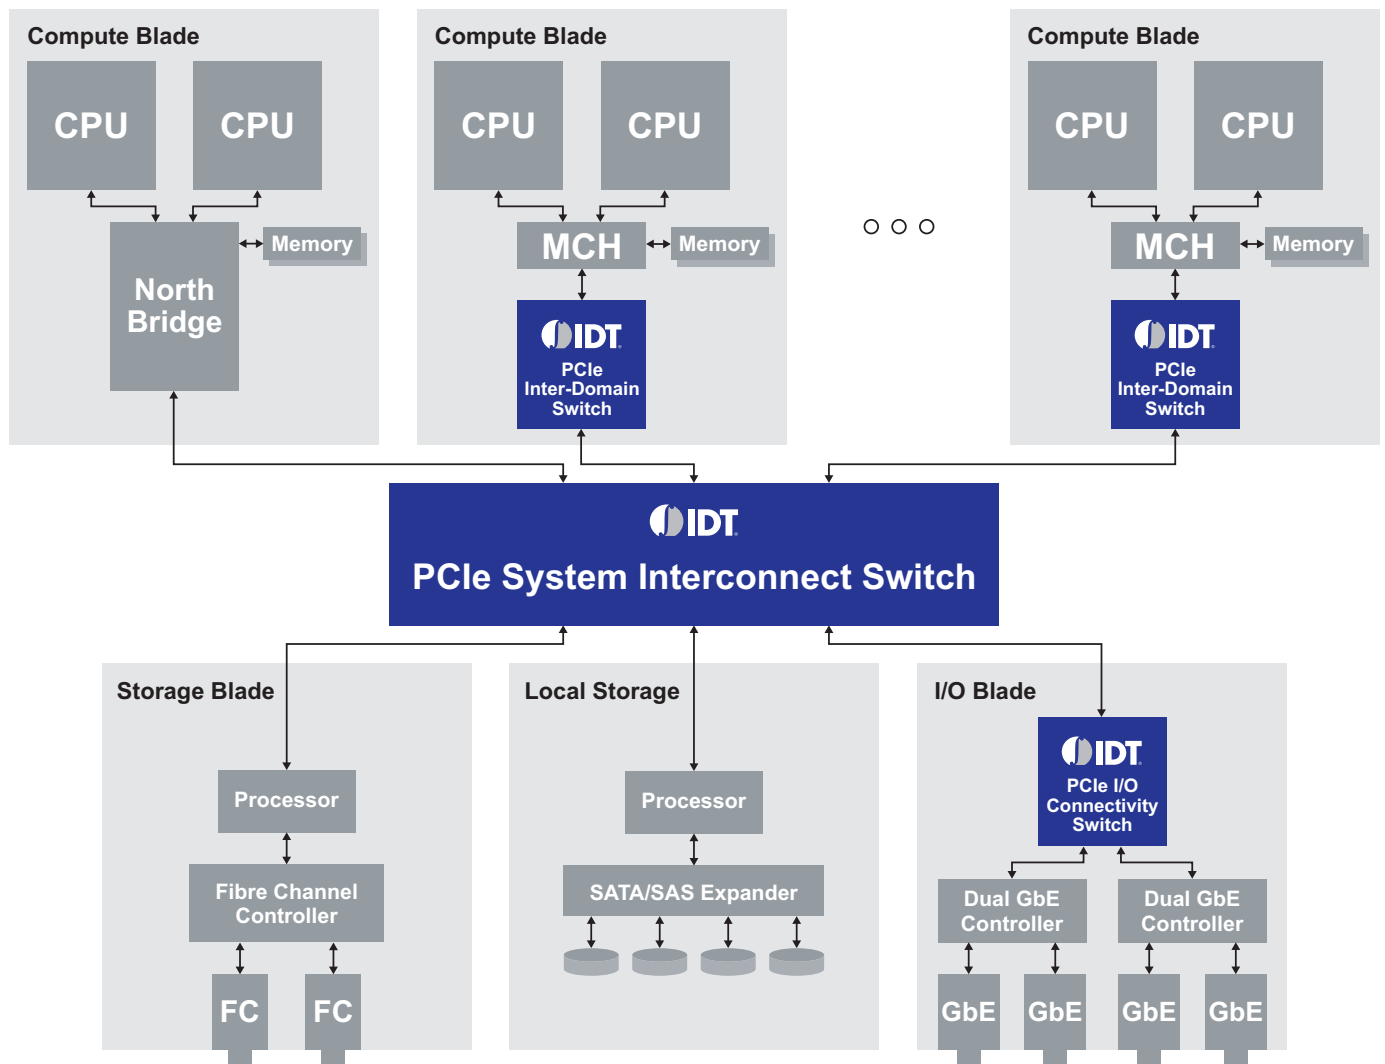 Compute Blade
CPU
CPU
North
Bridge
Memory
Compute Blade
CPU
CPU
MCH
Memory
IDT
PCIe
Inter-Domain
Switch
Compute Blade
CPU
CPU
MCH
Memory
IDT
PCIe
Inter-Domain
Switch
IDT
PCIe System Interconnect Switch
Storage Blade
Processor
Fibre Channel
Controller
FC
FC
Local Storage
Processor
SATA/SAS Expander
I/O Blade
IDT
PCIe I/O
Connectivity
Switch
Dual GbE
Controller
Dual GbE
Controller
GbE
GbE
GbE
GbE